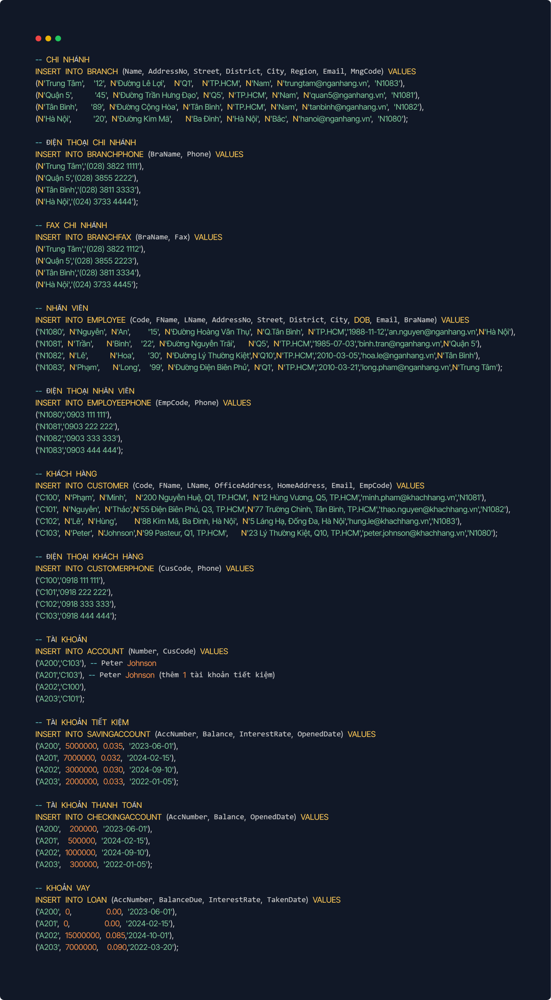 -- CHI NHÁNH
INSERT INTO BRANCH (Name, AddressNo, Street, District, City, Region, Email, MngCode) VALUES
(N'Trung Tâm', '12', N'Đường Lê Lợi', N'Q1', N'TP.HCM', N'Nam', N'trungtam@nganhang.vn', 'N1083'),
(N'Quận 5', '45', N'Đường Trần Hưng Đạo', N'Q5', N'TP.HCM', N'Nam', N'quan5@nganhang.vn', 'N1081'),
(N'Tân Bình', '89', N'Đường Cộng Hòa', N'Tân Bình', N'TP.HCM', N'Nam', N'tanbinh@nganhang.vn', 'N1082'),
(N'Hà Nội', '20', N'Đường Kim Mã', N'Ba Đình', N'Hà Nội', N'Bắc', N'hanoi@nganhang.vn', 'N1080');
-- ĐIỆN THOẠI CHI NHÁNH
INSERT INTO BRANCHPHONE (BraName, Phone) VALUES
(N'Trung Tâm','(028) 3822 1111'),
(N'Quận 5','(028) 3855 2222'),
(N'Tân Bình','(028) 3811 3333'),
(N'Hà Nội','(024) 3733 4444');
-- FAX CHI NHÁNH
INSERT INTO BRANCHFAX (BraName, Fax) VALUES
(N'Trung Tâm','(028) 3822 1112'),
(N'Quận 5','(028) 3855 2223'),
(N'Tân Bình','(028) 3811 3334'),
(N'Hà Nội','(024) 3733 4445');
-- NHÂN VIÊN
INSERT INTO EMPLOYEE (Code, FName, LName, AddressNo, Street, District, City, DOB, Email, BraName) VALUES
('N1080', N'Nguyễn', N'An', '15', N'Đường Hoàng Văn Thụ', N'Q.Tân Bình', N'TP.HCM','1988-11-12','an.nguyen@nganhang.vn',N'Hà Nội'),
('N1081', N'Trần', N'Bình', '22', N'Đường Nguyễn Trãi', N'Q5', N'TP.HCM','1985-07-03','binh.tran@nganhang.vn',N'Quận 5'),
('N1082', N'Lê', N'Hoa', '30', N'Đường Lý Thường Kiệt',N'Q10',N'TP.HCM','2010-03-05','hoa.le@nganhang.vn',N'Tân Bình'),
('N1083', N'Phạm', N'Long', '99', N'Đường Điện Biên Phủ', N'Q1', N'TP.HCM','2010-03-21','long.pham@nganhang.vn',N'Trung Tâm');
-- ĐIỆN THOẠI NHÂN VIÊN
INSERT INTO EMPLOYEEPHONE (EmpCode, Phone) VALUES
('N1080','0903 111 111'),
('N1081','0903 222 222'),
('N1082','0903 333 333'),
('N1083','0903 444 444');
-- KHÁCH HÀNG
INSERT INTO CUSTOMER (Code, FName, LName, OfficeAddress, HomeAddress, Email, EmpCode) VALUES
('C100', N'Phạm', N'Minh', N'200 Nguyễn Huệ, Q1, TP.HCM', N'12 Hùng Vương, Q5, TP.HCM','minh.pham@khachhang.vn','N1081'),
('C101', N'Nguyễn', N'Thảo',N'55 Điện Biên Phủ, Q3, TP.HCM',N'77 Trường Chinh, Tân Bình, TP.HCM','thao.nguyen@khachhang.vn','N1082'),
('C102', N'Lê', N'Hùng', N'88 Kim Mã, Ba Đình, Hà Nội', N'5 Láng Hạ, Đống Đa, Hà Nội','hung.le@khachhang.vn','N1083'),
('C103', N'Peter', N'Johnson',N'99 Pasteur, Q1, TP.HCM', N'23 Lý Thường Kiệt, Q10, TP.HCM','peter.johnson@khachhang.vn','N1080');
-- ĐIỆN THOẠI KHÁCH HÀNG
INSERT INTO CUSTOMERPHONE (CusCode, Phone) VALUES
('C100','0918 111 111'),
('C101','0918 222 222'),
('C102','0918 333 333'),
('C103','0918 444 444');
-- TÀI KHOẢN
INSERT INTO ACCOUNT (Number, CusCode) VALUES
('A200','C103'), -- Peter Johnson
('A201','C103'), -- Peter Johnson (thêm 1 tài khoản tiết kiệm)
('A202','C100'),
('A203','C101');
-- TÀI KHOẢN TIẾT KIỆM
INSERT INTO SAVINGACCOUNT (AccNumber, Balance, InterestRate, OpenedDate) VALUES
('A200', 5000000, 0.035, '2023-06-01'),
('A201', 7000000, 0.032, '2024-02-15'),
('A202', 3000000, 0.030, '2024-09-10'),
('A203', 2000000, 0.033, '2022-01-05');
-- TÀI KHOẢN THANH TOÁN
INSERT INTO CHECKINGACCOUNT (AccNumber, Balance, OpenedDate) VALUES
('A200', 200000, '2023-06-01'),
('A201', 500000, '2024-02-15'),
('A202', 1000000, '2024-09-10'),
('A203', 300000, '2022-01-05');
-- KHOẢN VAY
INSERT INTO LOAN (AccNumber, BalanceDue, InterestRate, TakenDate) VALUES
('A200', 0, 0.00, '2023-06-01'),
('A201', 0, 0.00, '2024-02-15'),
('A202', 15000000, 0.085,'2024-10-01'),
('A203', 7000000, 0.090,'2022-03-20');